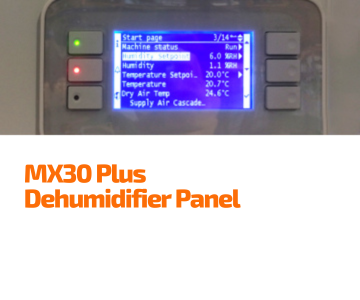 Start page 3/14
Machine status Run
Humidity setpoint 6.0 %RH
Humidity 1.1 %RH
Temperature Setpoi.. 20.0°C
Temperature 20.7°C
Dry Air Temp 24.6°C
Supply Air Cascade..
MX30 Plus
Dehumidifier Panel